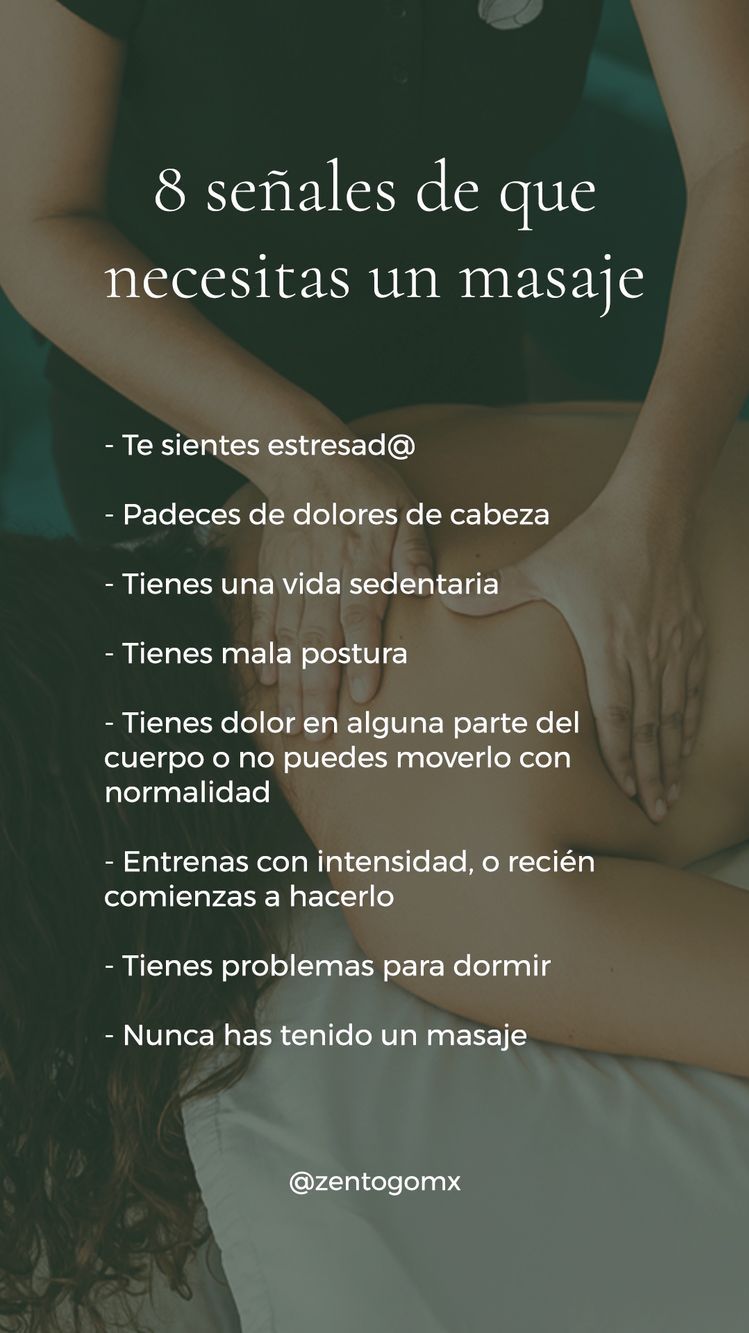 8 señales de que
necesitas un masaje
- Te sientes estresad@
- Padeces de dolores de cabeza
- Tienes una vida sedentaria
- Tienes mala postura
- Tienes dolor en alguna parte del
cuerpo o no puedes moverlo con
normalidad
- Entrenas con intensidad, o recién
comienzas a hacerlo
- Tienes problemas para dormir
- Nunca has tenido un masaje
@zentogomx